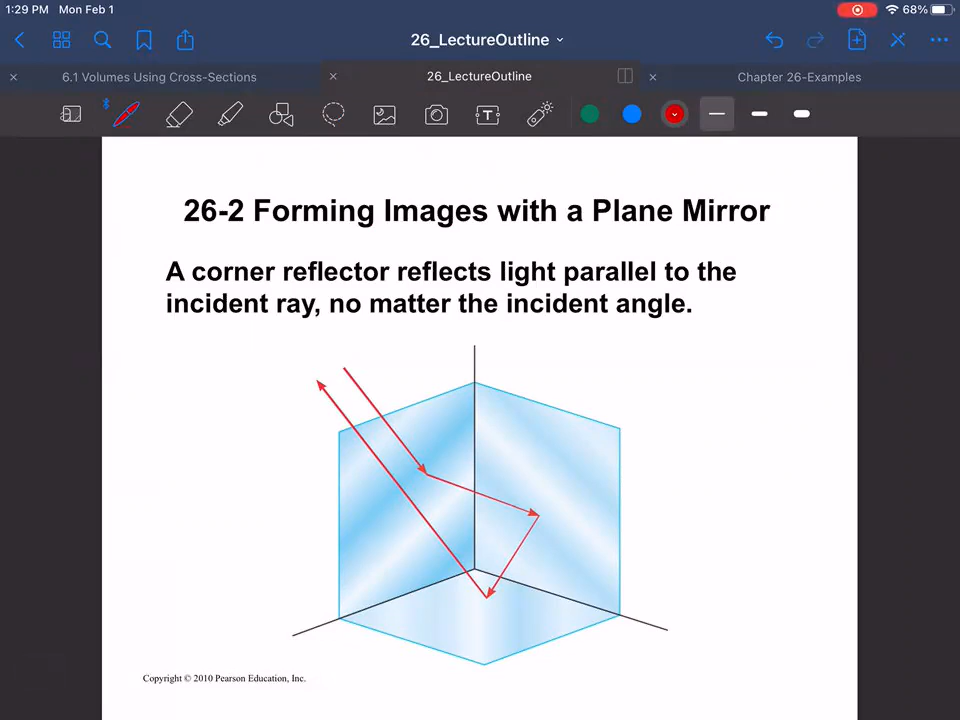 1:29 PM Mon Feb 1
68%
26_LectureOutline
6.1 Volumes Using Cross-Sections
26_LectureOutline
Chapter 26-Examples
T
26-2 Forming Images with a Plane Mirror
A corner reflector reflects light parallel to the
incident ray, no matter the incident angle.
Copyright © 2010 Pearson Education, Inc.